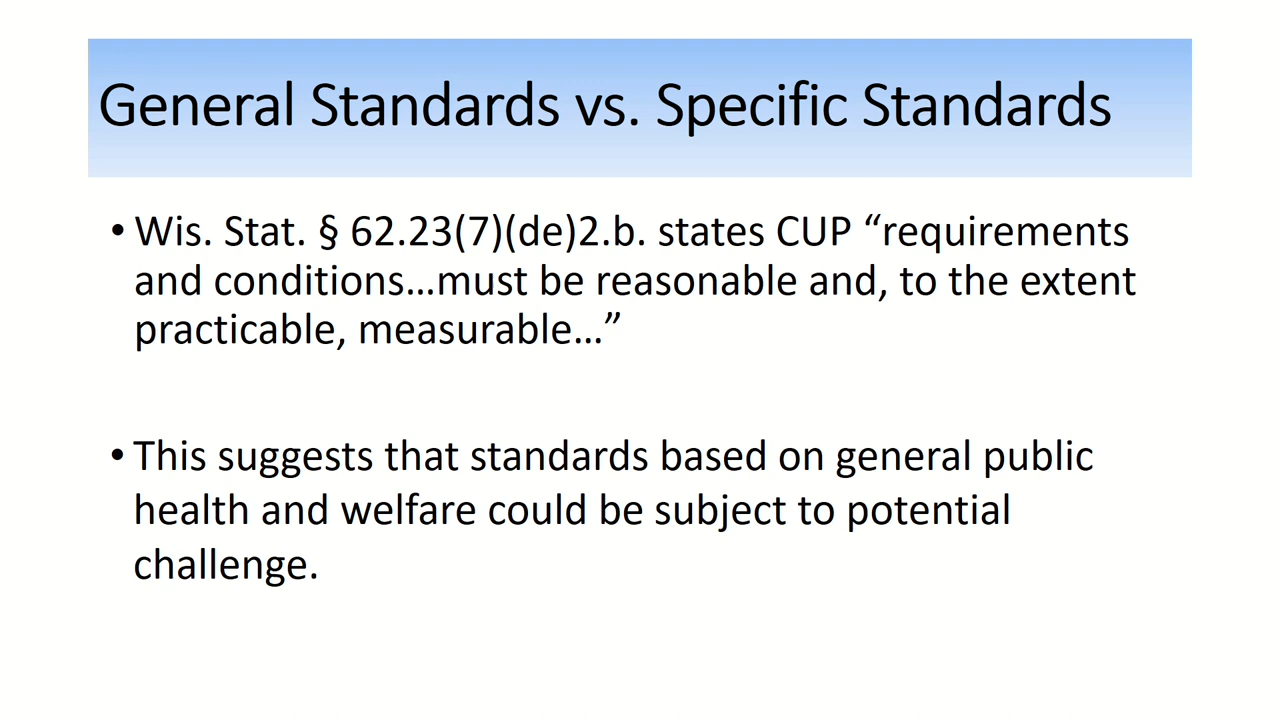 General Standards vs. Specific Standards
• Wis. Stat. § 62.23(7)(de)2.b. states CUP “requirements
and conditions…must be reasonable and, to the extent
practicable, measurable…”
• This suggests that standards based on general public
health and welfare could be subject to potential
challenge.